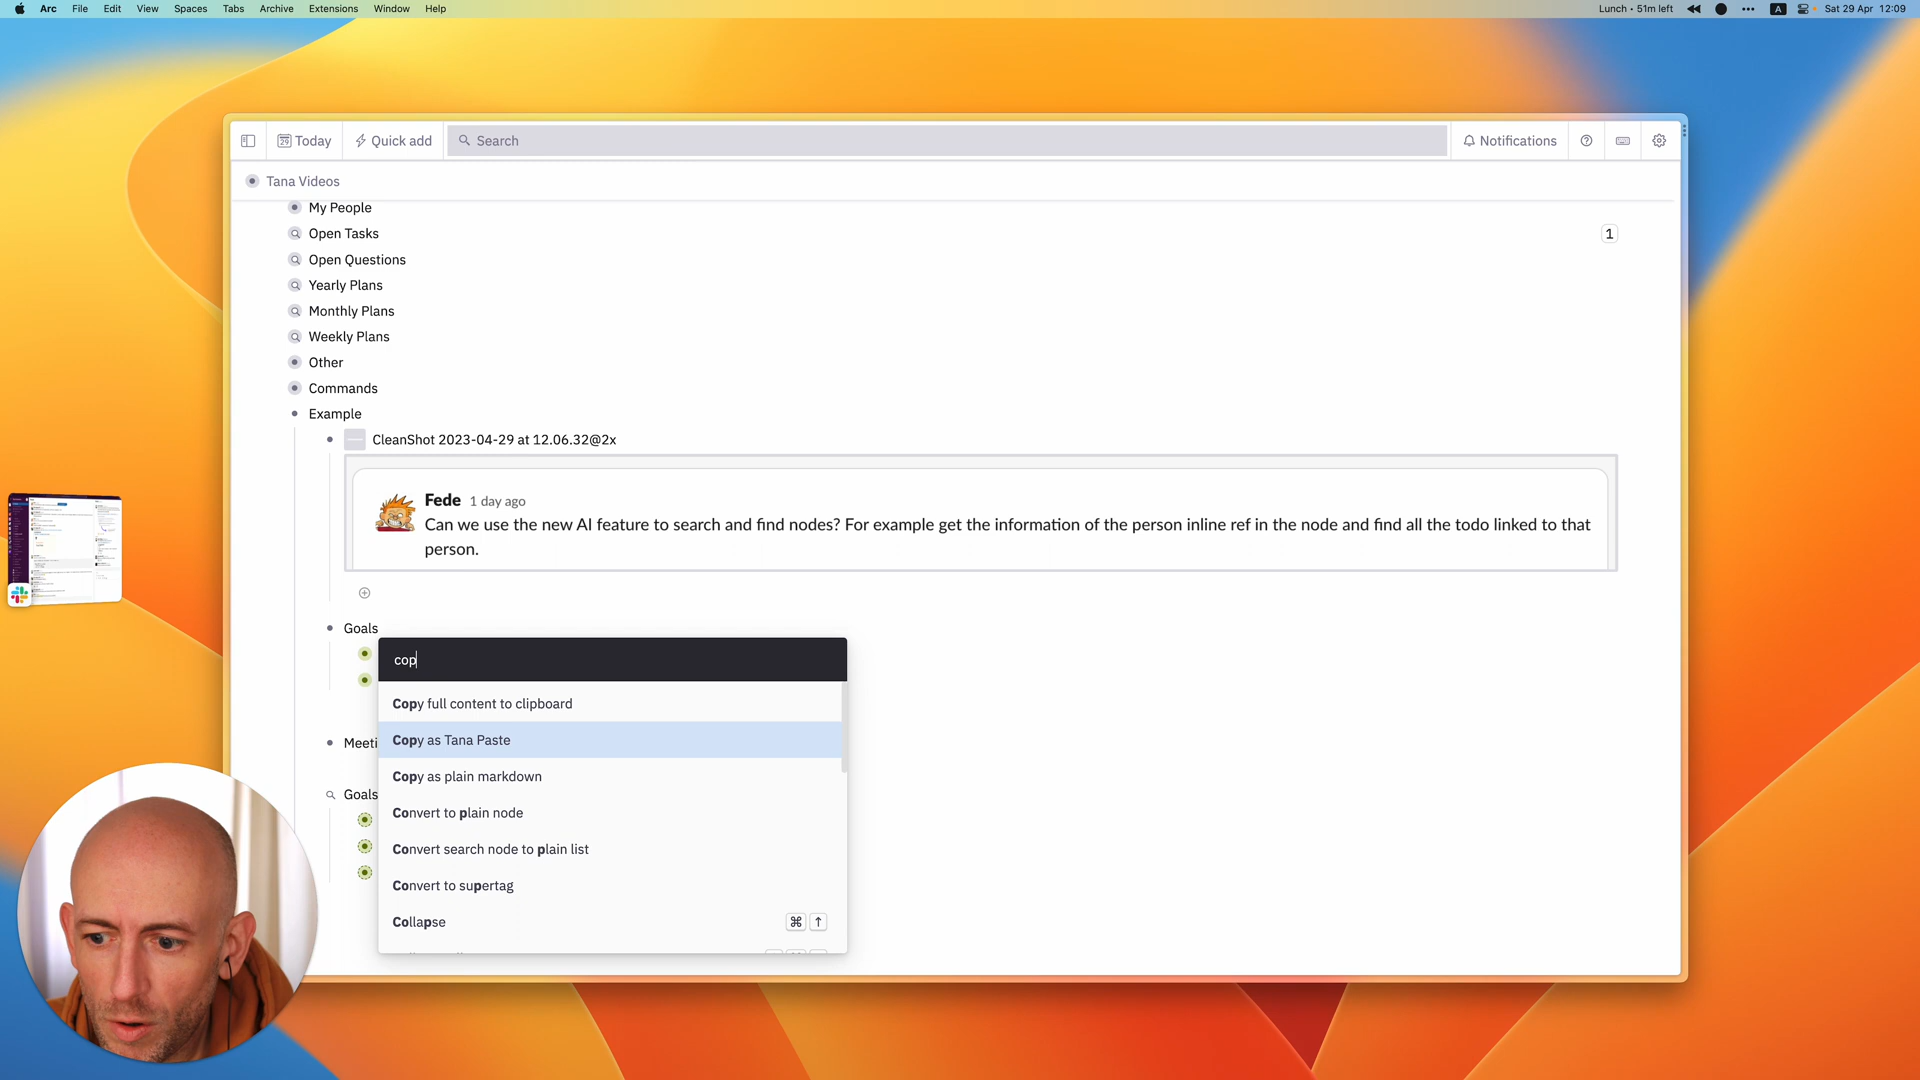 Arc File Edit View Spaces Tabs Archive Extensions Window Help
Lunch • 51m left A Sat 29 Apr 12:09
29 Today Quick add Search Notifications
Tana Videos
My People
Open Tasks 1
Open Questions
Yearly Plans
Monthly Plans
Weekly Plans
Other
Commands
Example
CleanShot 2023-04-29 at 12.06.32@2x
Fede 1 day ago
Can we use the new AI feature to search and find nodes? For example get the information of the person inline ref in the node and find all the todo linked to that
person.
Goals
cop
Copy full content to clipboard
Copy as Tana Paste
Meeti
Copy as plain markdown
Goals
Convert to plain node
Convert search node to plain list
Convert to supertag
Collapse ⌘ ↑